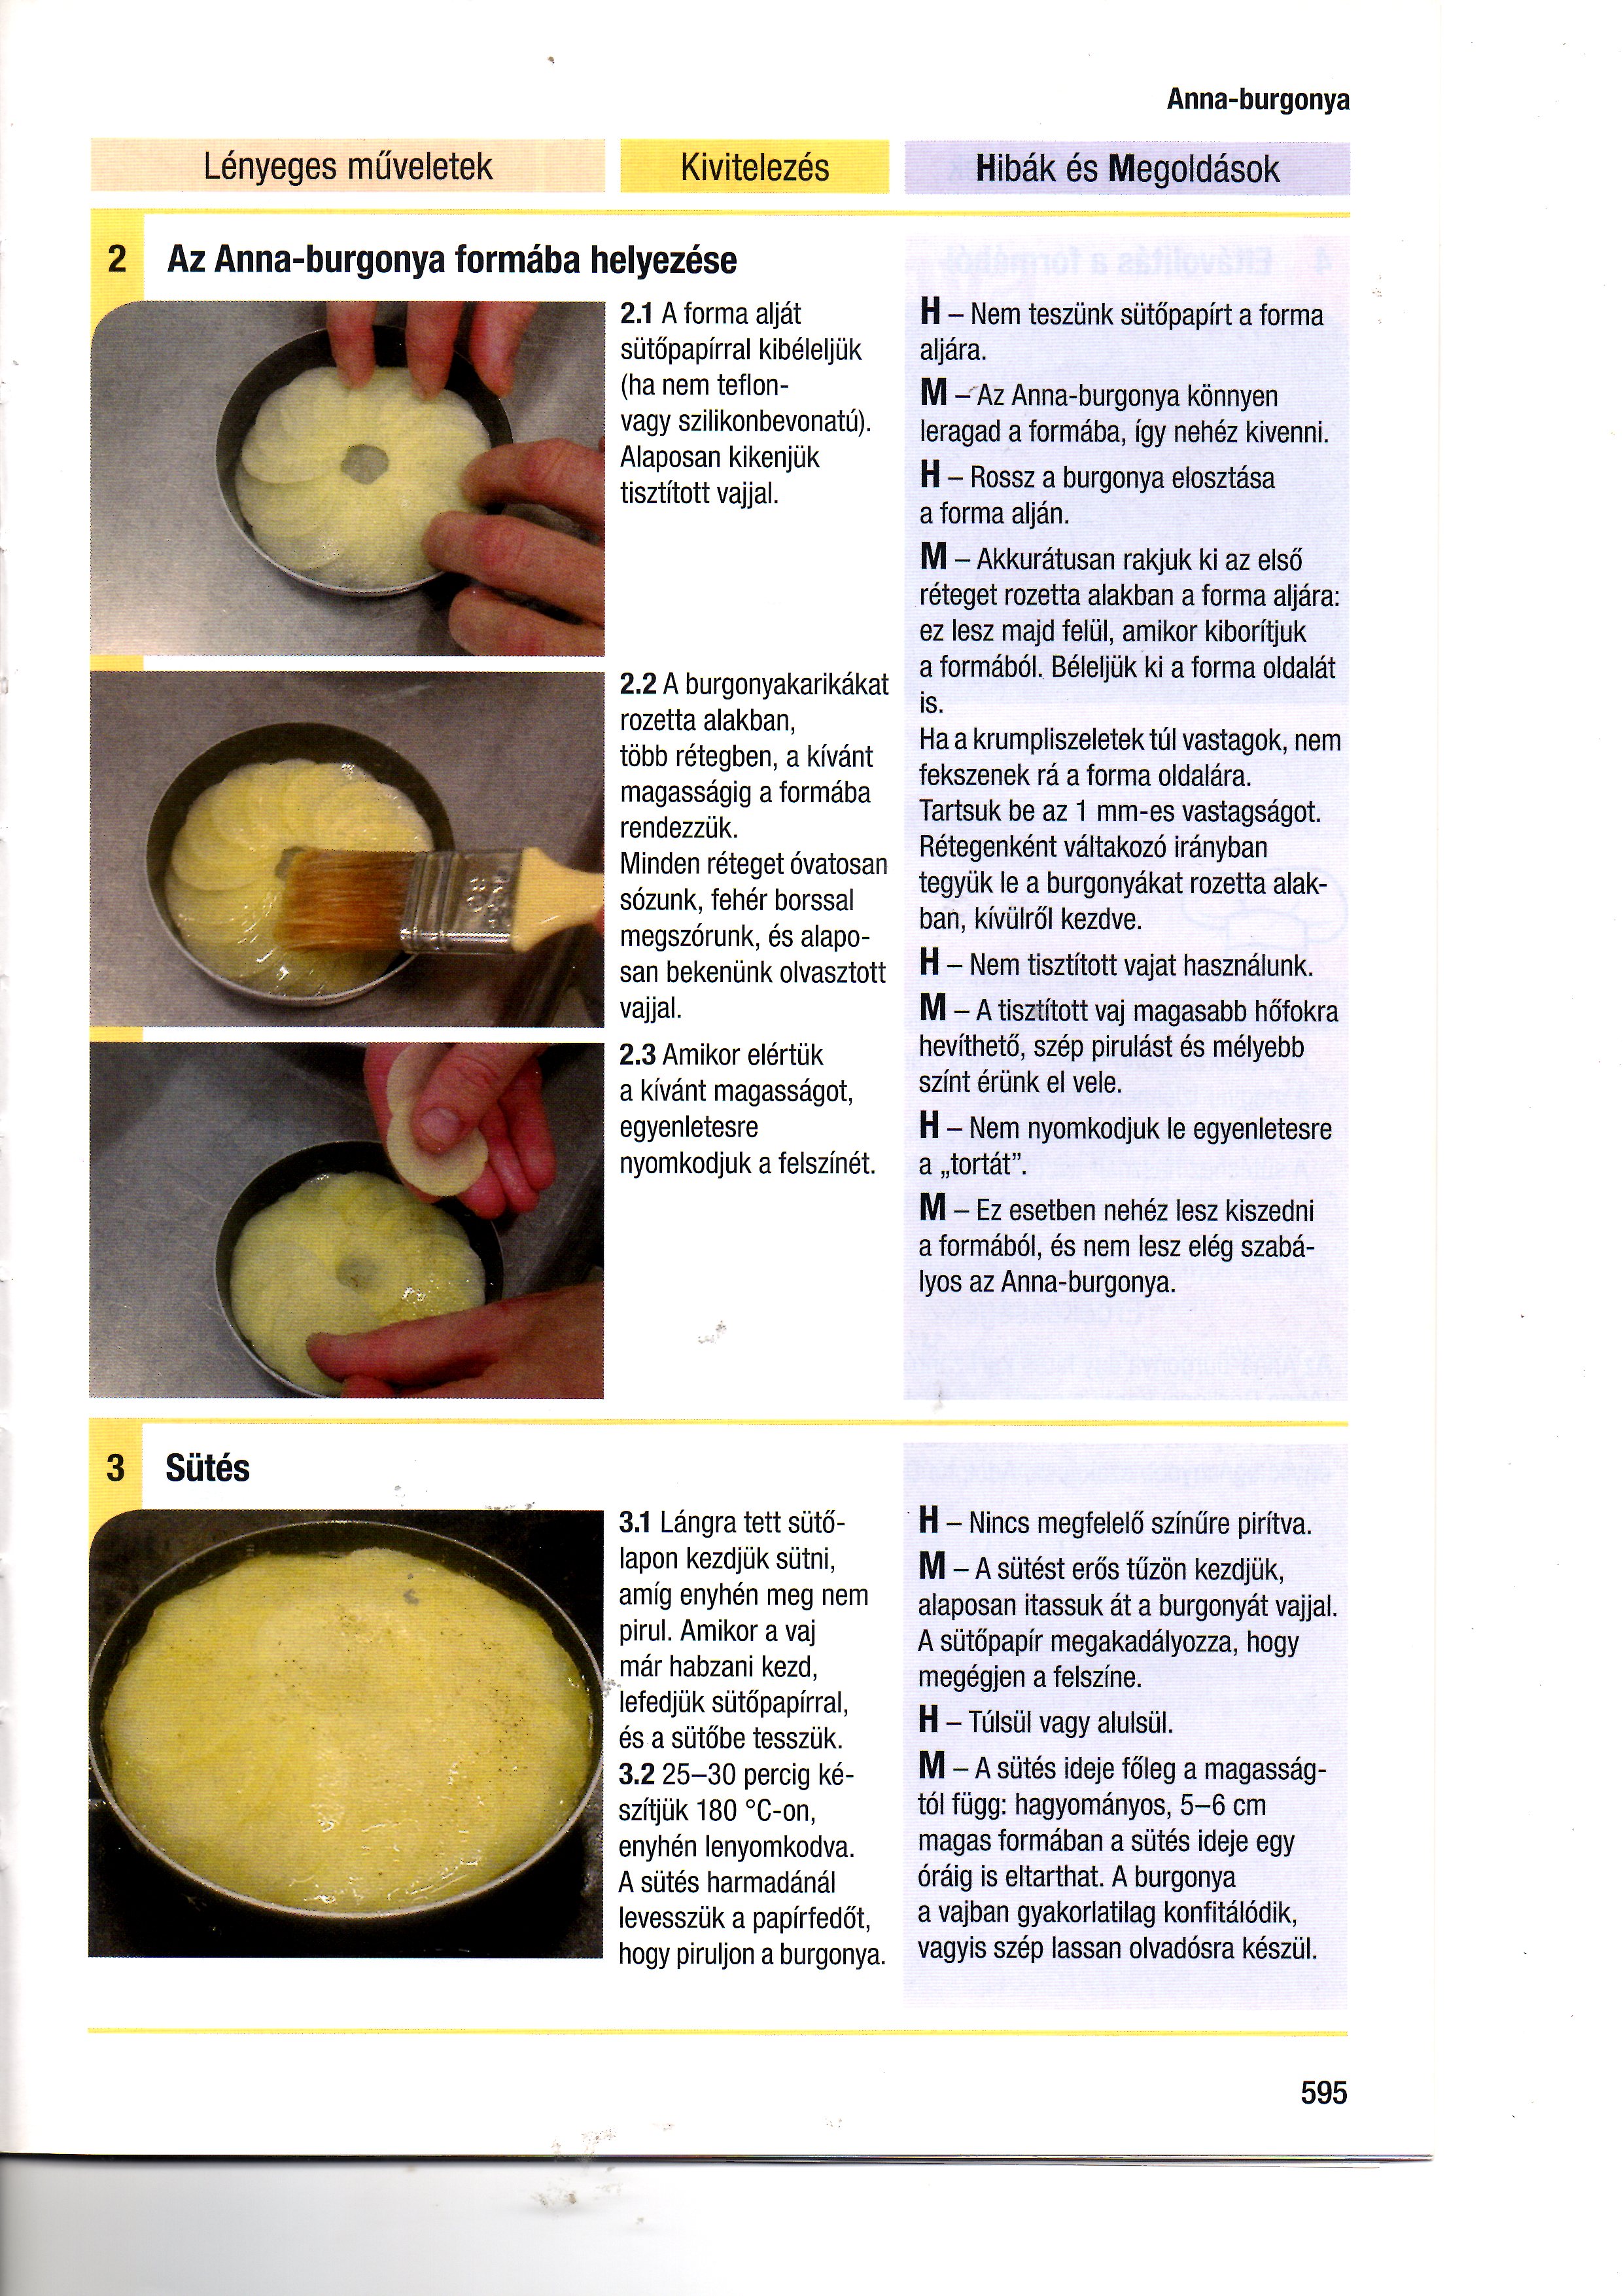 Anna-burgonya
Lényeges műveletek
Kivitelezés
Hibák és Megoldások
2 Az Anna-burgonya formába helyezése
2.1 A forma alját
sütőpapírral kibéleljük
(ha nem teflon-
vagy szilikonbevonatú).
Alaposan kikenjük
tisztított vajjal.
2.2 A burgonyakarikákat
rozetta alakban,
több rétegben, a kívánt
magasságig a formába
rendezzük.
Minden réteget óvatosan
sózunk, fehér borssal
megszórunk, és alapo-
san bekenünk olvasztott
vajjal.
2.3 Amikor elértük
a kívánt magasságot,
egyenletesre
nyomkodjuk a felszínét.
H – Nem teszünk sütőpapírt a forma
aljára.
M – Az Anna-burgonya könnyen
leragad a formába, így nehéz kivenni.
H – Rossz a burgonya elosztása
a forma alján.
M – Akkurátusan rakjuk ki az első
réteget rozetta alakban a forma aljára:
ez lesz majd felül, amikor kiborítjuk
a formából. Béleljük ki a forma oldalát
is.
Ha a krumpliszeletek túl vastagok, nem
fekszenek rá a forma oldalára.
Tartsuk be az 1 mm-es vastagságot.
Rétegenként váltakozó irányban
tegyük le a burgonyákat rozetta alak-
ban, kívülről kezdve.
H – Nem tisztított vajat használunk.
M – A tisztított vaj magasabb hőfokra
hevíthető, szép pirulást és mélyebb
színt érünk el vele.
H – Nem nyomkodjuk le egyenletesre
a „tortát”.
M – Ez esetben nehéz lesz kiszedni
a formából, és nem lesz elég szabá-
lyos az Anna-burgonya.
3 Sütés
3.1 Lángra tett sütő-
lapon kezdjük sütni,
amíg enyhén meg nem
pirul. Amikor a vaj
már habzani kezd,
lefedjük sütőpapírral,
és a sütőbe tesszük.
3.2 25–30 percig ké-
szítjük 180 °C-on,
enyhén lenyomkodva.
A sütés harmadánál
levesszük a papírfedőt,
hogy piruljon a burgonya.
H – Nincs megfelelő színűre pirítva.
M – A sütést erős tűzön kezdjük,
alaposan itassuk át a burgonyát vajjal.
A sütőpapír megakadályozza, hogy
megégjen a felszíne.
H – Túlsül vagy alulsül.
M – A sütés ideje főleg a magasság-
tól függ: hagyományos, 5–6 cm
magas formában a sütés ideje egy
óráig is eltarthat. A burgonya
a vajban gyakorlatilag konfitálódik,
vagyis szép lassan olvadósra készül.
595